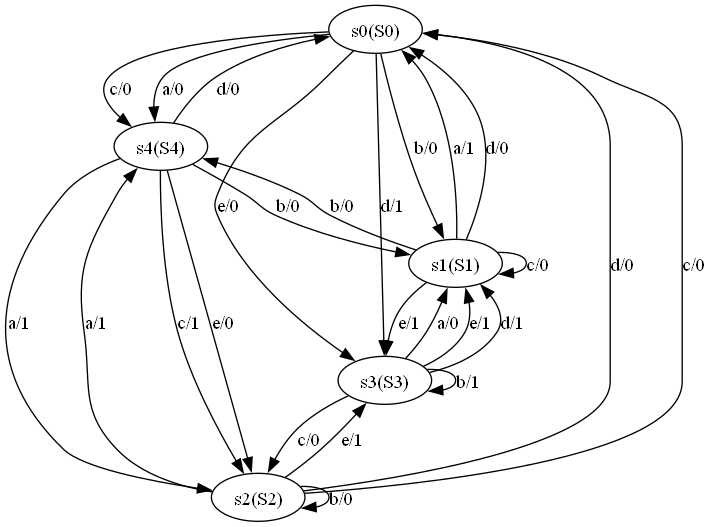 s0(S0)
c/0
a/0
d/0
s4(S4)
b/0
a/1
d/0
e/0
d/1
b/0
b/0
s1(S1)
c/0
d/0
c/0
a/1
a/1
c/1
e/0
e/1
a/0
e/1
d/1
s3(S3)
b/1
c/0
e/1
s2(S2)
b/0